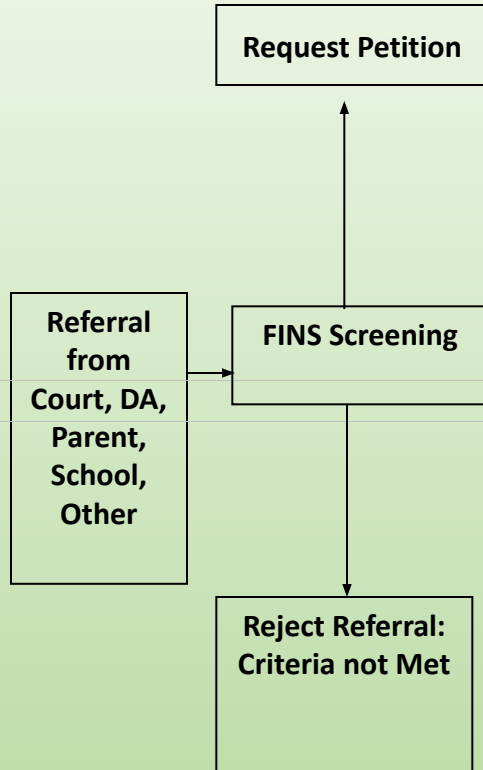 Request Petition
Referral
from
Court, DA,
Parent,
School,
Other
FINS Screening
Reject Referral:
Criteria not Met